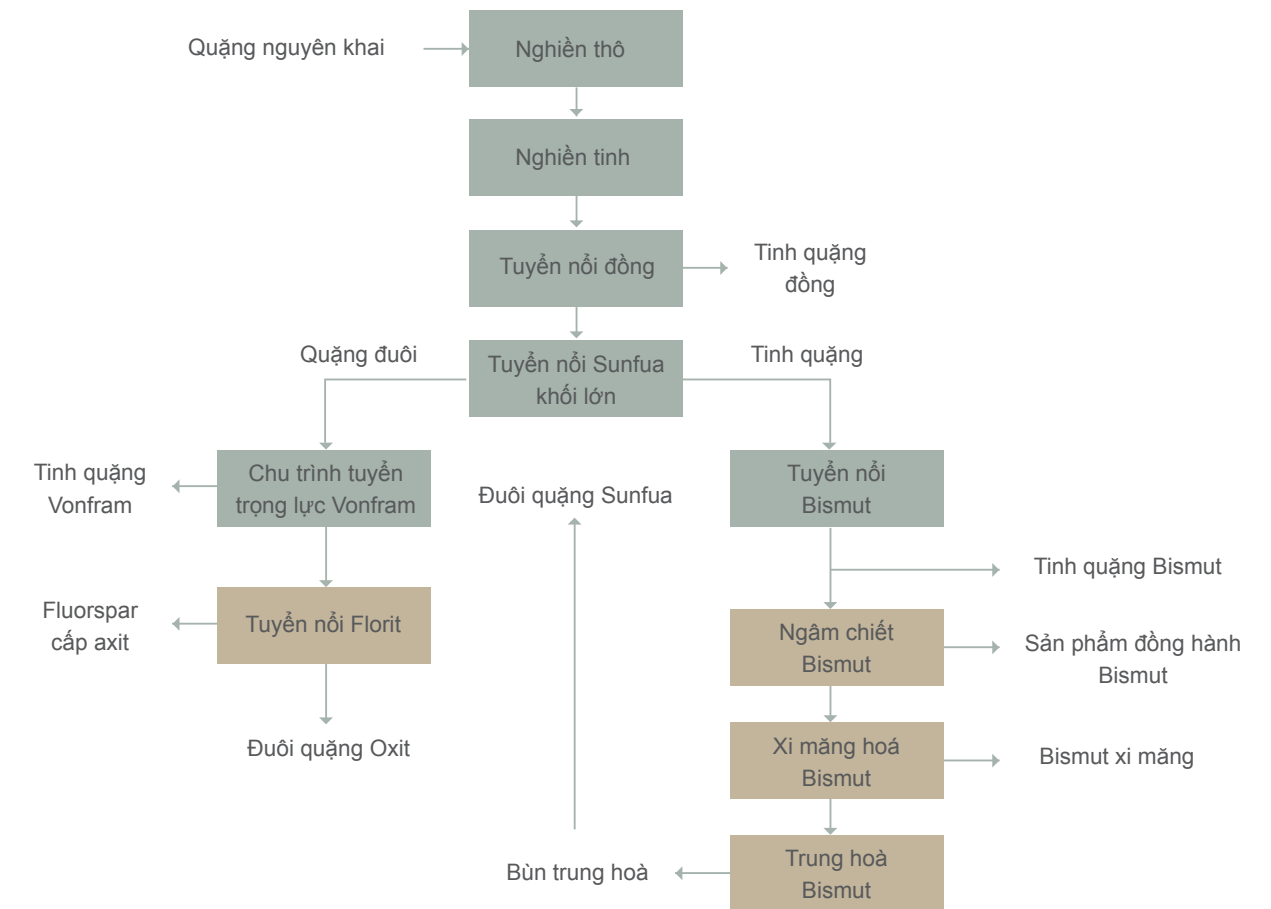 Quặng nguyên khai
Nghiền thô
Nghiền tinh
Tuyển nổi đồng
Tinh quặng
đồng
Quặng đuôi
Tuyển nổi Sunfua
khối lớn
Tinh quặng
Tinh quặng
Vonfram
Chu trình tuyển
trọng lực Vonfram
Đuôi quặng Sunfua
Tuyển nổi
Bismut
Tinh quặng Bismut
Fluorspar
cấp axit
Tuyển nổi Florit
Ngâm chiết
Bismut
Sản phẩm đồng hành
Bismut
Đuôi quặng Oxit
Xi măng hoá
Bismut
Bismut xi măng
Bùn trung hoà
Trung hoà
Bismut